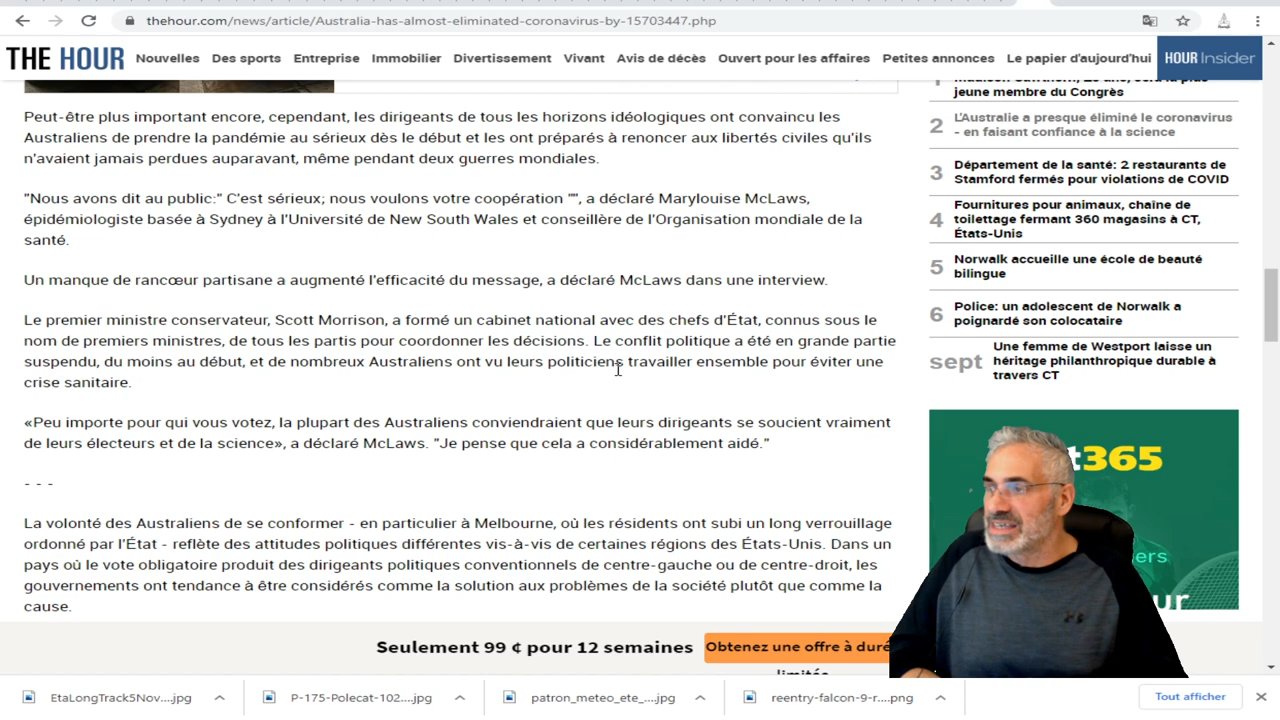 thehour.com/news/article/Australia-has-almost-eliminated-coronavirus-by-15703447.php
THE HOUR
Nouvelles Des sports Entreprise Immobilier Divertissement Vivant Avis de décès Ouvert pour les affaires Petites annonces Le papier d'aujourd'hui
HOUR Insider
Peut-être plus important encore, cependant, les dirigeants de tous les horizons idéologiques ont convaincu les
Australiens de prendre la pandémie au sérieux dès le début et les ont préparés à renoncer aux libertés civiles qu'ils
n'avaient jamais perdues auparavant, même pendant deux guerres mondiales.
"Nous avons dit au public:" C'est sérieux; nous voulons votre coopération "", a déclaré Marylouise McLaws,
épidémiologiste basée à Sydney à l'Université de New South Wales et conseillère de l'Organisation mondiale de la
santé.
Un manque de rancœur partisane a augmenté l'efficacité du message, a déclaré McLaws dans une interview.
Le premier ministre conservateur, Scott Morrison, a formé un cabinet national avec des chefs d'État, connus sous le
nom de premiers ministres, de tous les partis pour coordonner les décisions. Le conflit politique a été en grande partie
suspendu, du moins au début, et de nombreux Australiens ont vu leurs politiciens travailler ensemble pour éviter une
crise sanitaire.
«Peu importe pour qui vous votez, la plupart des Australiens conviendraient que leurs dirigeants se soucient vraiment
de leurs électeurs et de la science», a déclaré McLaws. "Je pense que cela a considérablement aidé."
- - -
La volonté des Australiens de se conformer - en particulier à Melbourne, où les résidents ont subi un long verrouillage
ordonné par l'État - reflète des attitudes politiques différentes vis-à-vis de certaines régions des États-Unis. Dans un
pays où le vote obligatoire produit des dirigeants politiques conventionnels de centre-gauche ou de centre-droit, les
gouvernements ont tendance à être considérés comme la solution aux problèmes de la société plutôt que comme la
cause.
jeune membre du Congrès
2 L'Australie a presque éliminé le coronavirus
- en faisant confiance à la science
3 Département de la santé: 2 restaurants de
Stamford fermés pour violations de COVID
4 Fournitures pour animaux, chaîne de
toilettage fermant 360 magasins à CT,
États-Unis
5 Norwalk accueille une école de beauté
bilingue
6 Police: un adolescent de Norwalk a
poignardé son colocataire
sept Une femme de Westport laisse un
héritage philanthropique durable à
travers CT
t365
ers
ur
Seulement 99 ¢ pour 12 semaines
Obtenez une offre à duré
limitée
EtaLongTrack5Nov....jpg
P-175-Polecat-102....jpg
patron_meteo_ete_....jpg
reentry-falcon-9-r....png
Tout afficher